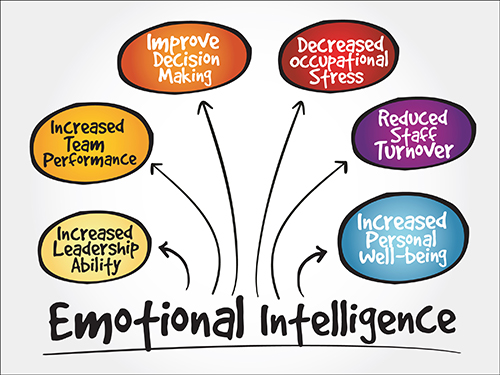 Improve
Decision
Making
Decreased
Occupational
Stress
Increased
Team
Performance
Reduced
Staff
Turnover
Increased
Leadership
Ability
Increased
Personal
Well-being
Emotional Intelligence